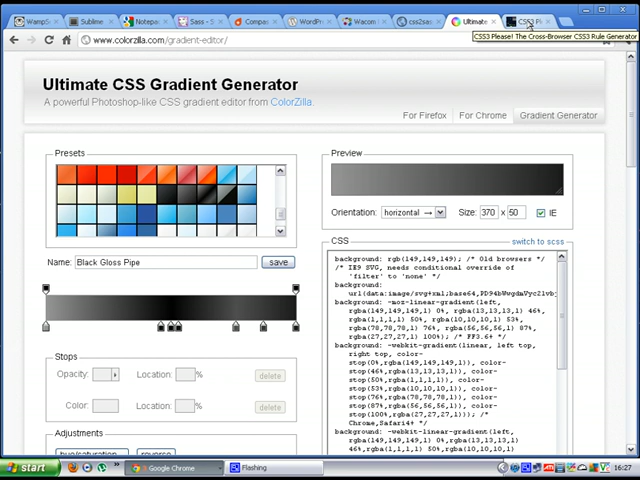 WampSe
Sublime
Notepa
Sass - S
Compas
WordPr
Wacom I
css2sas
Ultimate
CSS3 Pl
CSS3 Please! The Cross-Browser CSS3 Rule Generator
www.colorzilla.com/gradient-editor/
Ultimate CSS Gradient Generator
A powerful Photoshop-like CSS gradient editor from ColorZilla.
For Firefox
For Chrome
Gradient Generator
Presets
Preview
Orientation: horizontal → Size: 370 x 50 IE
CSS
switch to scss
Name: Black Gloss Pipe save
background: rgb(149,149,149); /* Old browsers */
/* IE9 SVG, needs conditional override of
'filter' to 'none' */
background:
background: -moz-linear-gradient(left,
rgba(149,149,149,1) 0%, rgba(13,13,13,1) 46%,
rgba(1,1,1,1) 50%, rgba(10,10,10,1) 53%,
rgba(78,78,78,1) 76%, rgba(56,56,56,1) 87%,
rgba(27,27,27,1) 100%); /* FF3.6+ */
background: -webkit-gradient(linear, left top,
right top, color-
stop(0%,rgba(149,149,149,1)), color-
stop(46%,rgba(13,13,13,1)), color-
stop(50%,rgba(1,1,1,1)), color-
stop(53%,rgba(10,10,10,1)), color-
stop(76%,rgba(78,78,78,1)), color-
stop(87%,rgba(56,56,56,1)), color-
stop(100%,rgba(27,27,27,1))); /*
Chrome,Safari4+ */
background: -webkit-linear-gradient(left,
rgba(149,149,149,1) 0%, rgba(13,13,13,1)
46%, rgba(1,1,1,1) 50%, rgba(10,10,10,1)
Stops
Opacity: Location: % delete
Color: Location: % delete
Adjustments
hue/saturation reverse
start
3 Google Chrome
Flashing
16:27